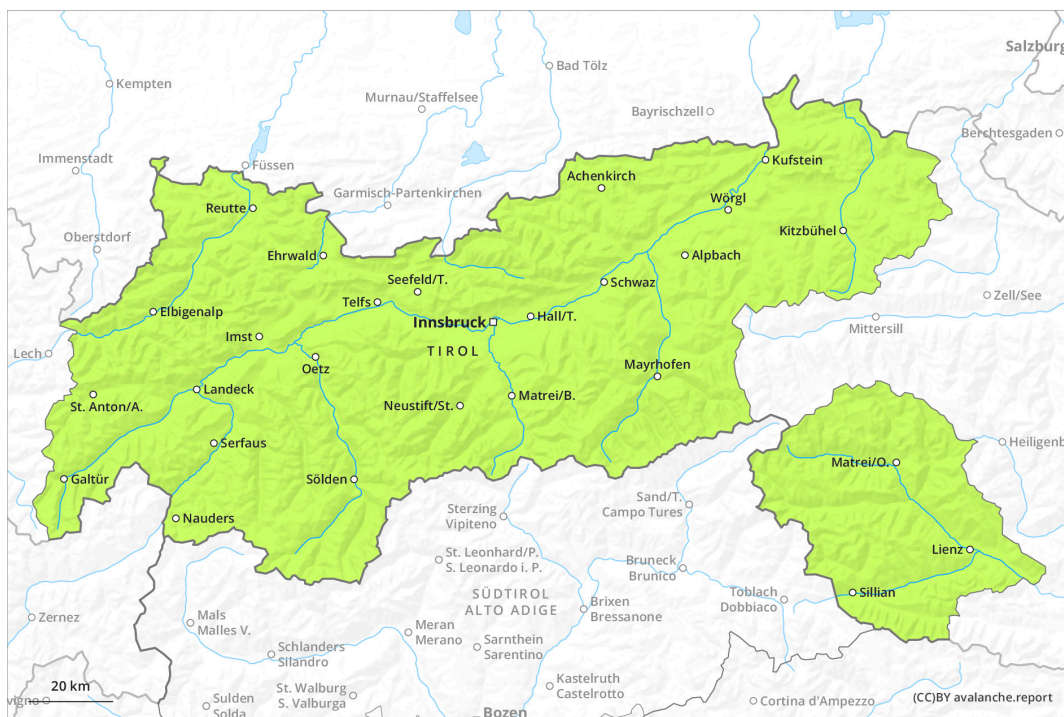 Salzburg
Kempten
Bad Tölz
Murnau/Staffelsee
Bayrischzell
Berchtesgaden
Immenstadt
Füssen
Kufstein
Achenkirch
Garmisch-Partenkirchen
Reutte
Wörgl
Oberstdorf
Kitzbühel
Ehrwald
Alpbach
Seefeld/T.
Schwaz
Zell/See
Telfs
Elbigenalp
Innsbruck
Hall/T.
Mittersill
Imst
TIROL
Lech
Oetz
Mayrhofen
Landeck
Matrei/B.
St. Anton/A.
Neustift/St.
Serfaus
Heiligenb
Matrei/O.
Galtür
Sölden
Sand/T.
Campo Tures
Sterzing
Vipiteno
Nauders
Lienz
St. Leonhard/P.
S. Leonardo i. P.
Bruneck
Brunico
Sillian
SÜDTIROL
ALTO ADIGE
Toblach
Dobbiaco
Brixen
Bressanone
Zernez
Mals
Malles V.
Meran
Merano
Sarnthein
Sarentino
Schlanders
Silandro
20 km
Kastelruth
Castelrotto
St. Walburg
S. Valburga
Sulden
Solda
vigno
Cortina d'Ampezzo
(CC)BY avalanche.report
Bozen